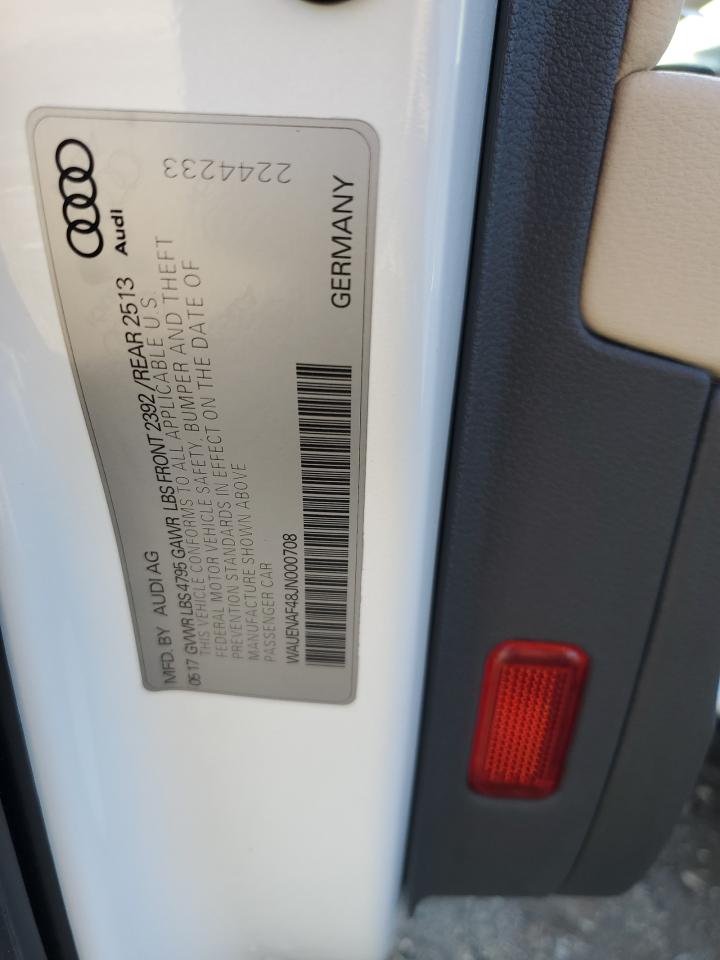 Audi
2244233
MFD. BY AUDI AG
05 17 GVWR LBS 4795 GAWR LBS FRONT 2392/REAR 2513
THIS VEHICLE CONFORMS TO ALL APPLICABLE U.S.
FEDERAL MOTOR VEHICLE SAFETY, BUMPER AND THEFT
PREVENTION STANDARDS IN EFFECT ON THE DATE OF
MANUFACTURE SHOWN ABOVE
PASSENGER CAR
WAUENAF48JN000708
GERMANY